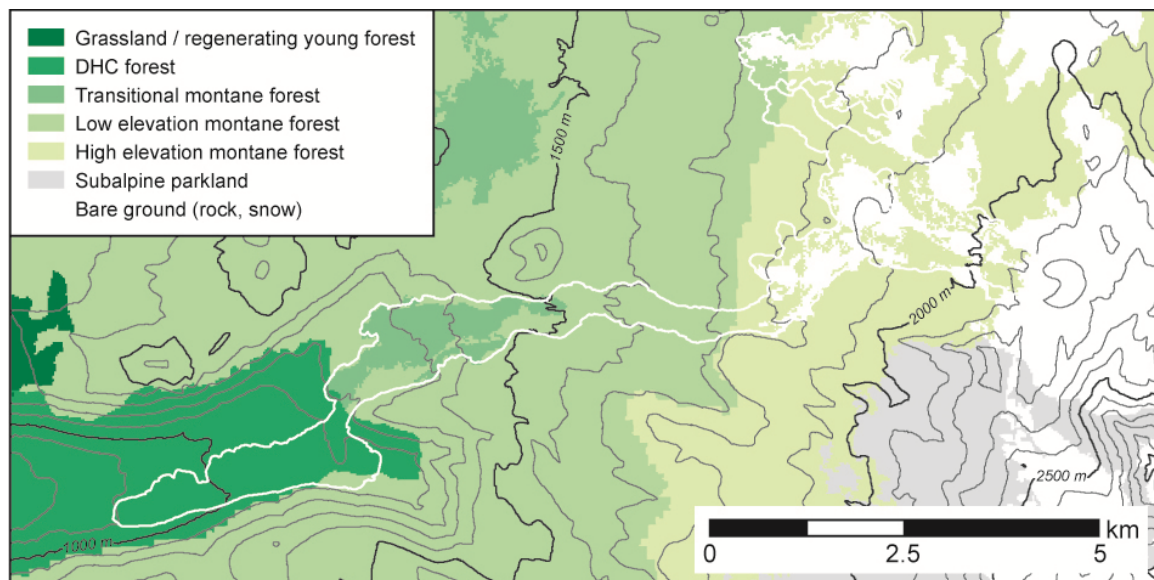 Grassland / regenerating young forest
DHC forest
Transitional montane forest
Low elevation montane forest
High elevation montane forest
Subalpine parkland
Bare ground (rock, snow)
1500 m
2000 m
2500 m
1000 m
km
0 2.5 5